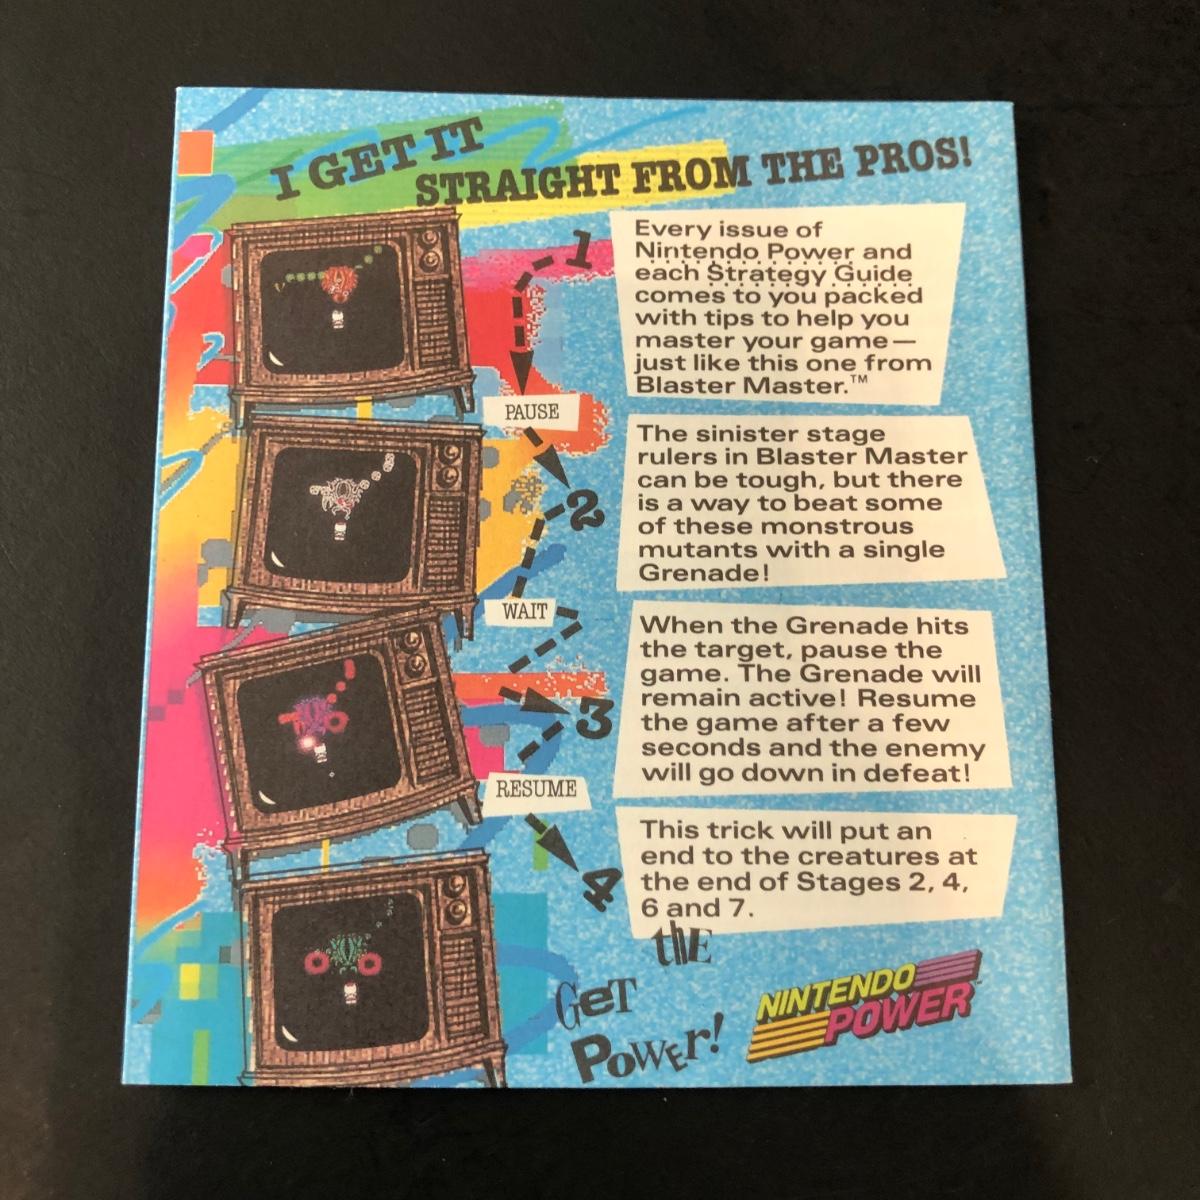 I GET IT
STRAIGHT FROM THE PROS!
1
Every issue of
Nintendo Power and
each Strategy Guide
comes to you packed
with tips to help you
master your game—
just like this one from
Blaster Master.™
PAUSE
2
The sinister stage
rulers in Blaster Master
can be tough, but there
is a way to beat some
of these monstrous
mutants with a single
Grenade!
WAIT
3
When the Grenade hits
the target, pause the
game. The Grenade will
remain active! Resume
the game after a few
seconds and the enemy
will go down in defeat!
RESUME
4
This trick will put an
end to the creatures at
the end of Stages 2, 4,
6 and 7.
GeT the
PoWEr!
NINTENDO
POWER™